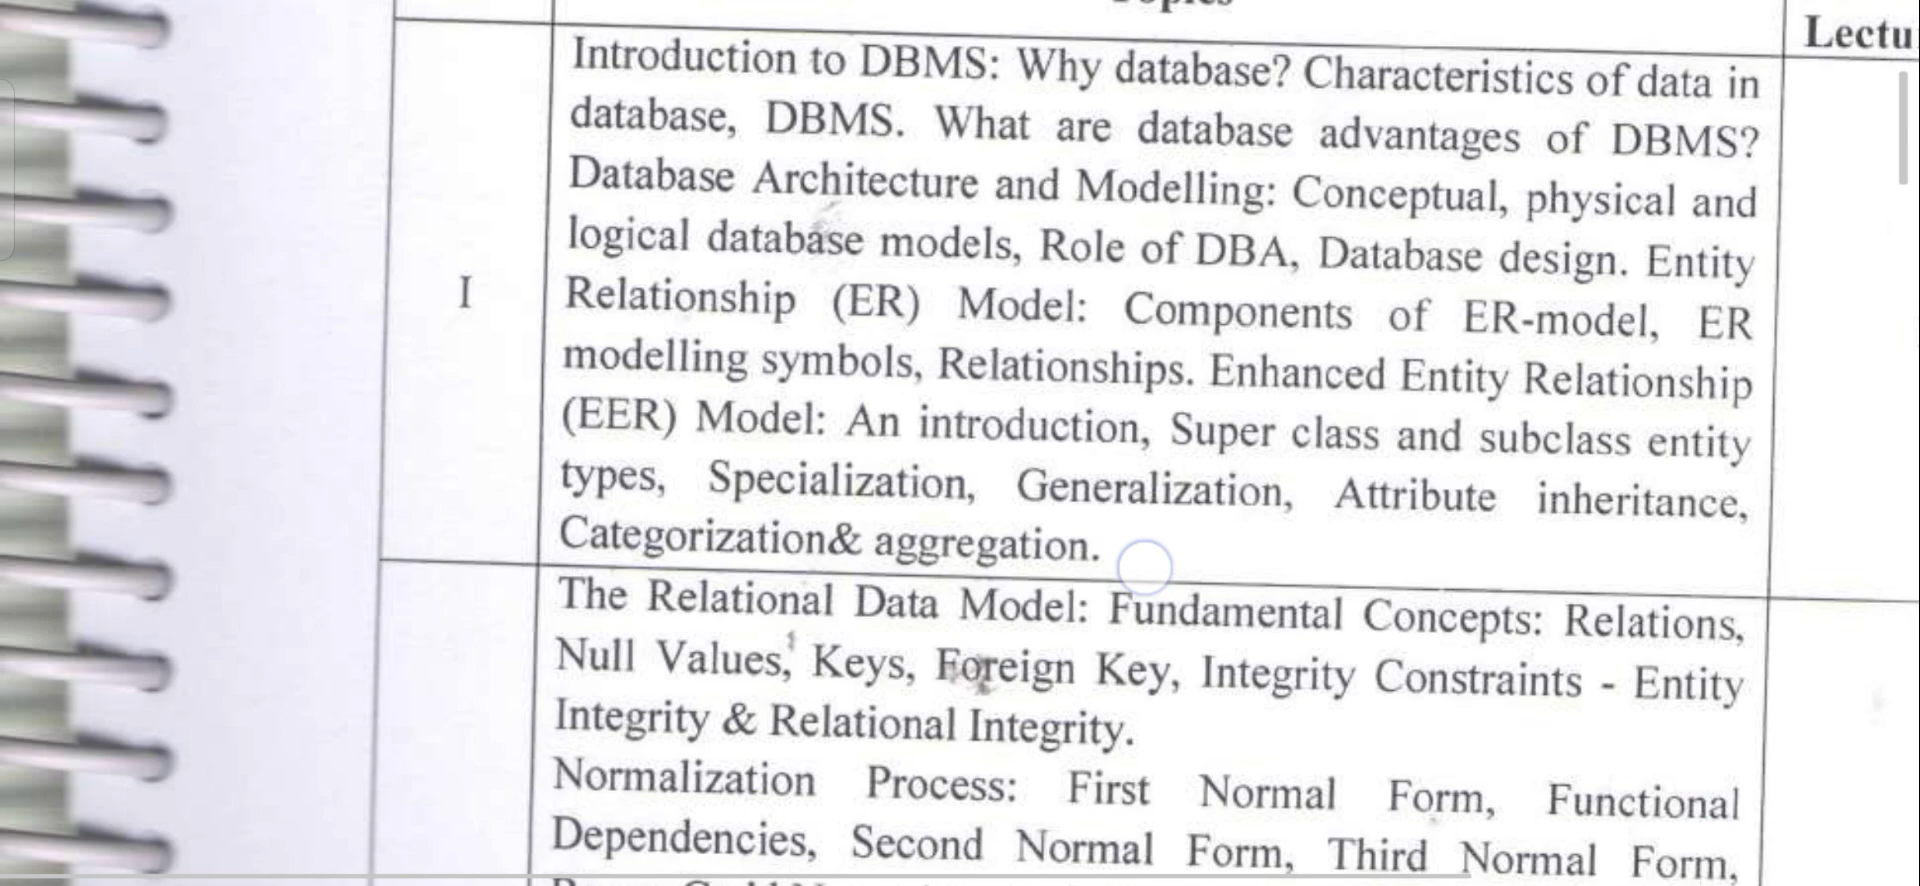 Topics
Lectu
Introduction to DBMS: Why database? Characteristics of data in
database, DBMS. What are database advantages of DBMS?
Database Architecture and Modelling: Conceptual, physical and
logical database models, Role of DBA, Database design. Entity
I
Relationship (ER) Model: Components of ER-model, ER
modelling symbols, Relationships. Enhanced Entity Relationship
(EER) Model: An introduction, Super class and subclass entity
types, Specialization, Generalization, Attribute inheritance,
Categorization& aggregation.
The Relational Data Model: Fundamental Concepts: Relations,
Null Values, Keys, Foreign Key, Integrity Constraints - Entity
Integrity & Relational Integrity.
Normalization Process: First Normal Form, Functional
Dependencies, Second Normal Form, Third Normal Form,